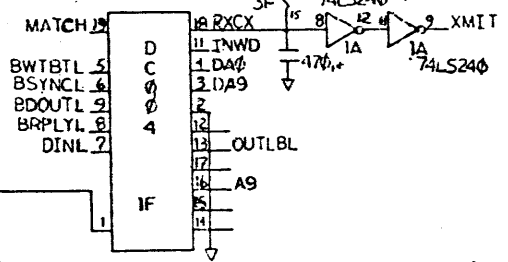 3F 74LS240
MATCH 19 18 RXCX 15 8 12 11 9 XMIT
D 11 INWD 1A 1A
BWTBTL 5 C 4 DAØ 470 74LS24Ø
BSYNCL 6 Ø 3 DA9
BDOUTL 9 Ø 2
BRPLYL 8 4 12
DINL 7 13 OUTLBL
17
16 A9
1F 15
1 14